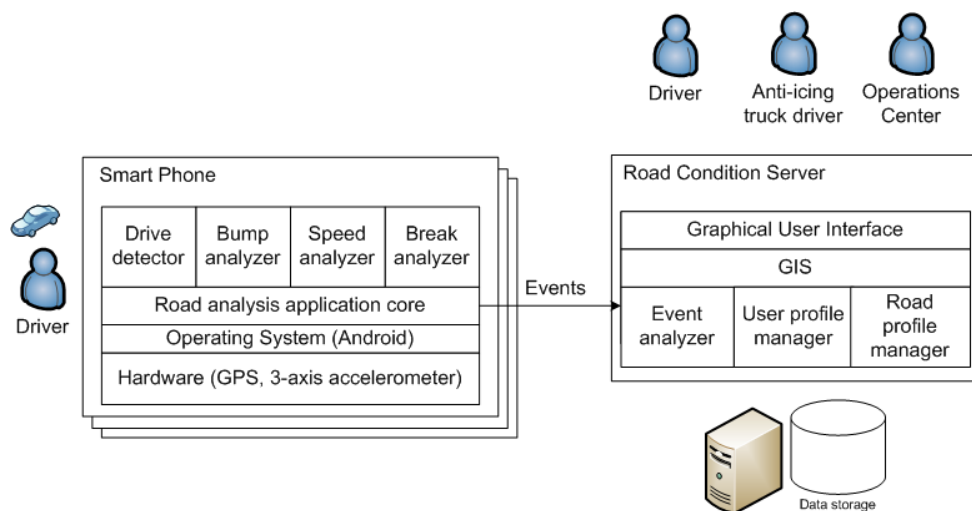 Driver
Anti-icing
truck driver
Operations
Center
Smart Phone
Drive
detector
Bump
analyzer
Speed
analyzer
Break
analyzer
Road analysis application core
Operating System (Android)
Hardware (GPS, 3-axis accelerometer)
Driver
Events
Road Condition Server
Graphical User Interface
GIS
Event
analyzer
User profile
manager
Road
profile
manager
Data storage